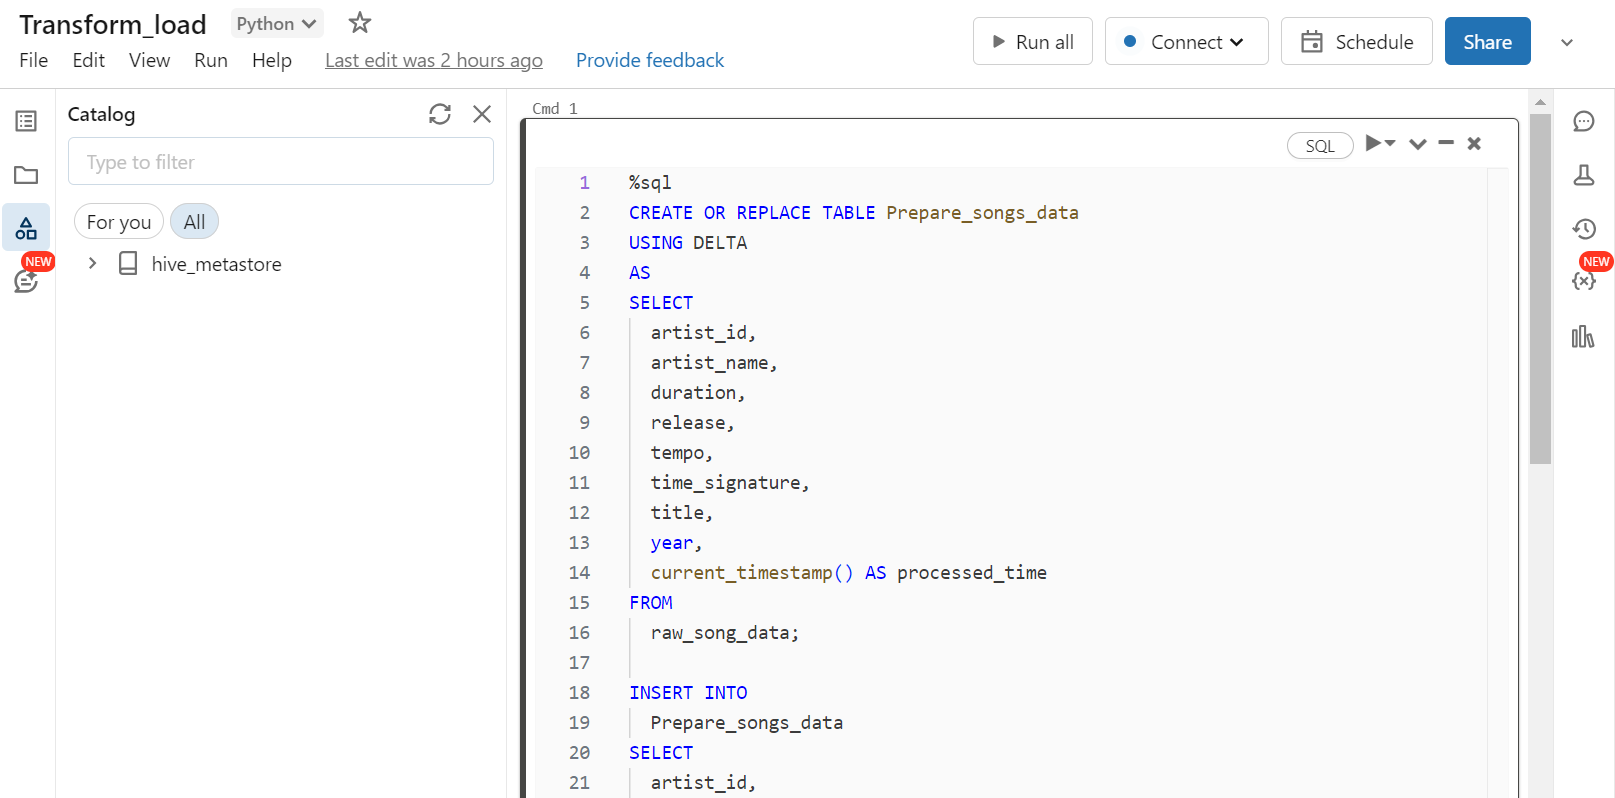 Transform_load Python
File Edit View Run Help Last edit was 2 hours ago Provide feedback
Run all Connect Schedule Share
Catalog
Type to filter
For you All
hive_metastore
NEW
Cmd 1
SQL
1 %sql
2 CREATE OR REPLACE TABLE Prepare_songs_data
3 USING DELTA
4 AS
5 SELECT
6 artist_id,
7 artist_name,
8 duration,
9 release,
10 tempo,
11 time_signature,
12 title,
13 year,
14 current_timestamp() AS processed_time
15 FROM
16 raw_song_data;
17
18 INSERT INTO
19 Prepare_songs_data
20 SELECT
21 artist_id,
NEW